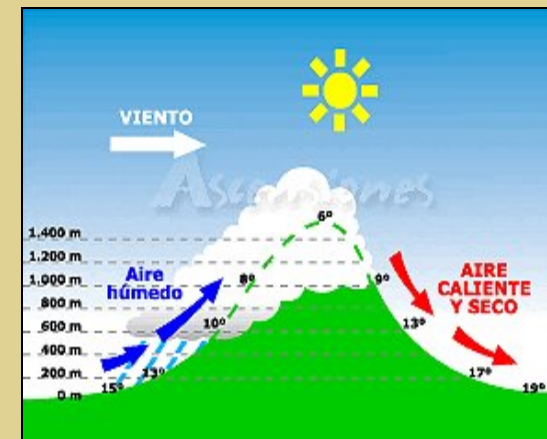 VIENTO
Ascensiones
6º
1.400 m
1.200 m
1.000 m
800 m
600 m
400 m
200 m
0 m
Aire
húmedo
8º
9º
AIRE
CALIENTE
Y SECO
10º
13º
15º
13º
17º
19º